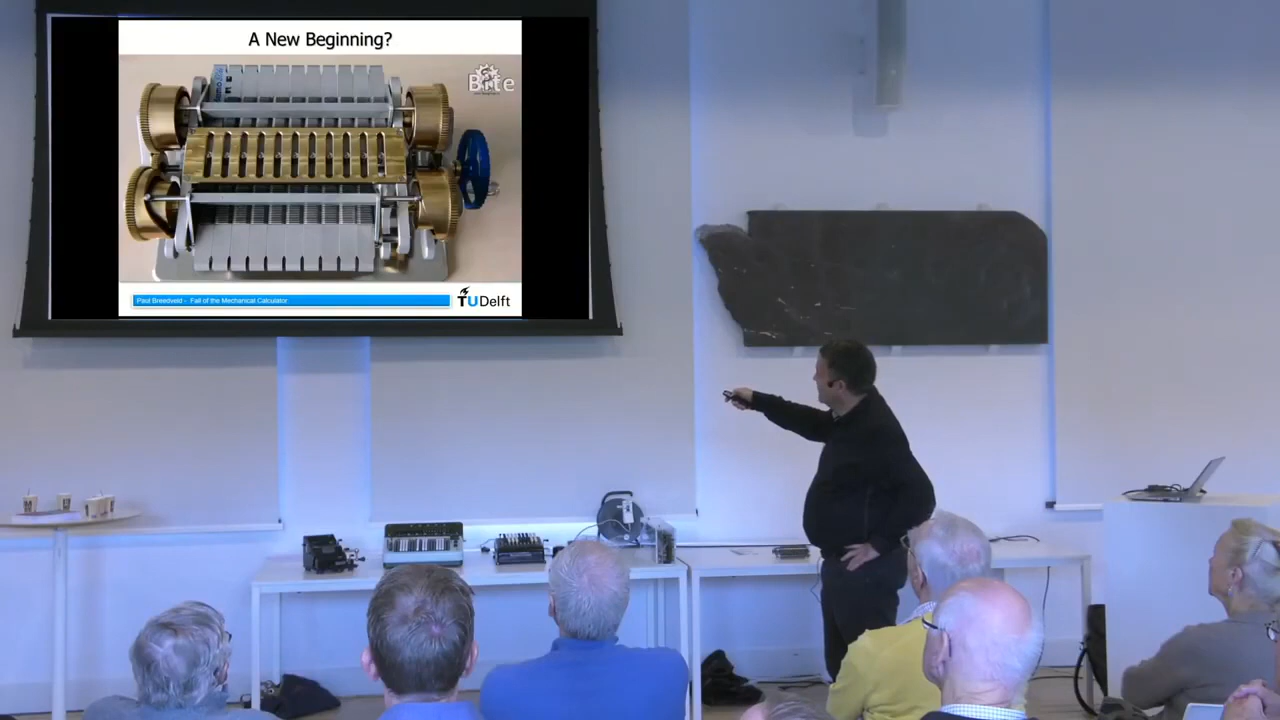 A New Beginning?
Bite
Paul Breedveld - Fall of the Mechanical Calculator
TUDelft